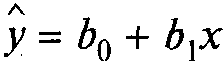 ŷ = b₀ + b₁x